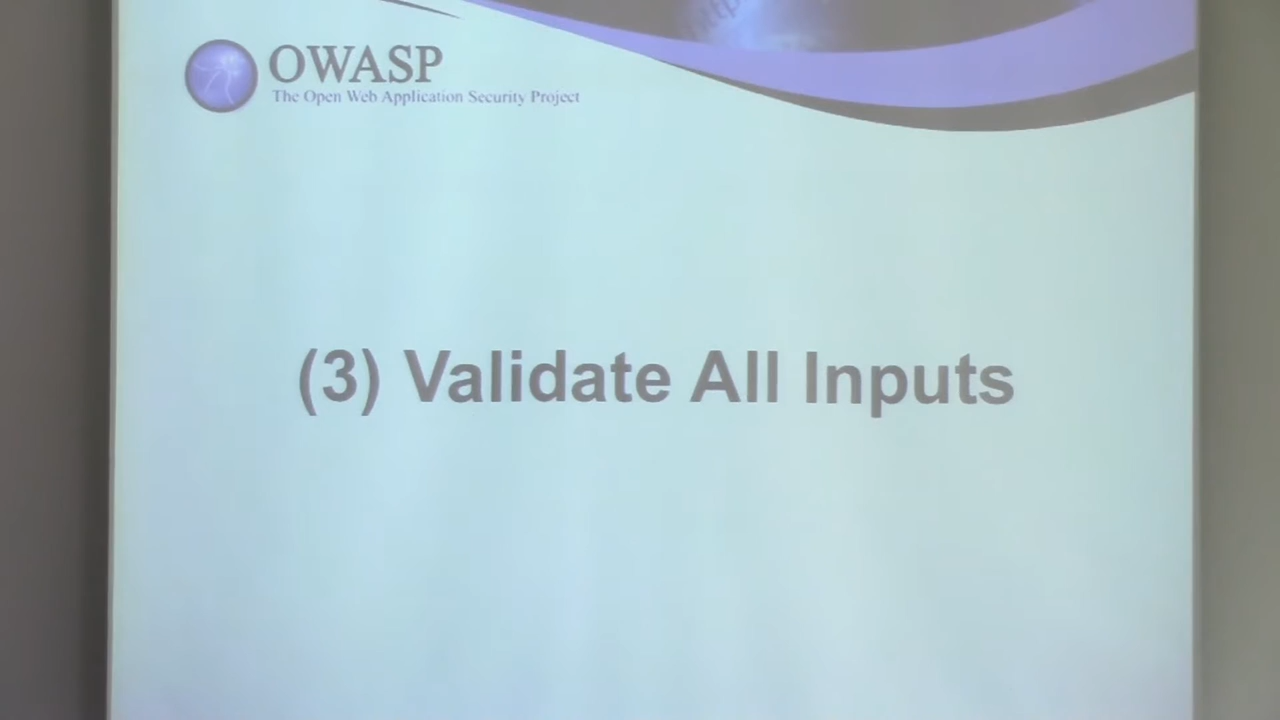 OWASP
The Open Web Application Security Project
(3) Validate All Inputs